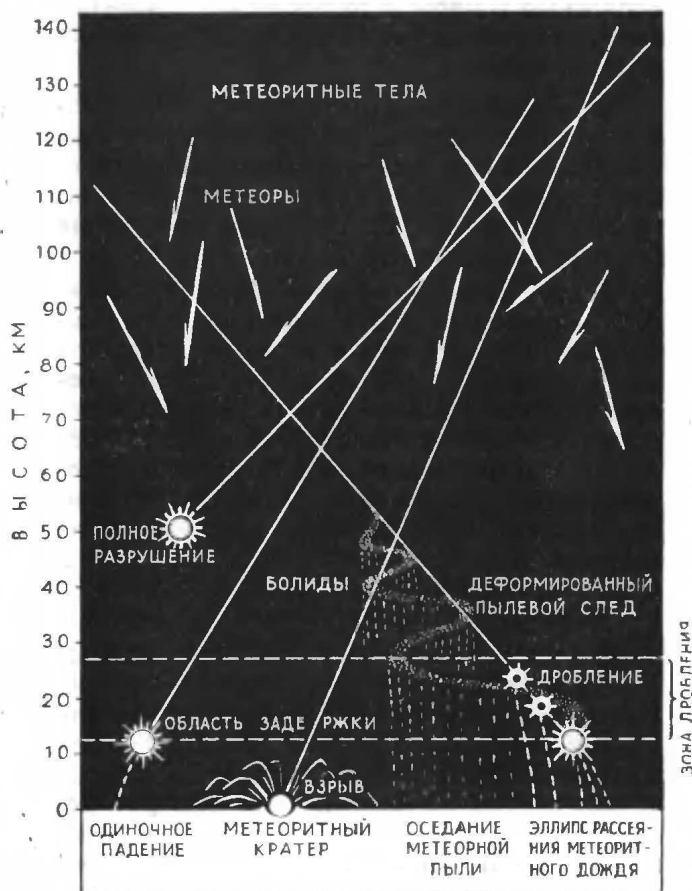 140
130
120
110
100
90
80
70
60
50
40
30
20
10
0
ВЫСОТА, КМ
МЕТЕОРИТНЫЕ ТЕЛА
МЕТЕОРЫ
ПОЛНОЕ
РАЗРУШЕНИЕ
БОЛИДЫ
ДЕФОРМИРОВАННЫЙ
ПЫЛЕВОЙ СЛЕД
ДРОБЛЕНИЕ
ЗОНА ДРОБЛЕНИЯ
ОБЛАСТЬ ЗАДЕРЖКИ
ВЗРЫВ
ОДИНОЧНОЕ
ПАДЕНИЕ
МЕТЕОРИТНЫЙ
КРАТЕР
ОСЕДАНИЕ
МЕТЕОРНОЙ
ПЫЛИ
ЭЛЛИПС РАССЕЯ-
НИЯ МЕТЕОРИТ-
НОГО ДОЖДЯ